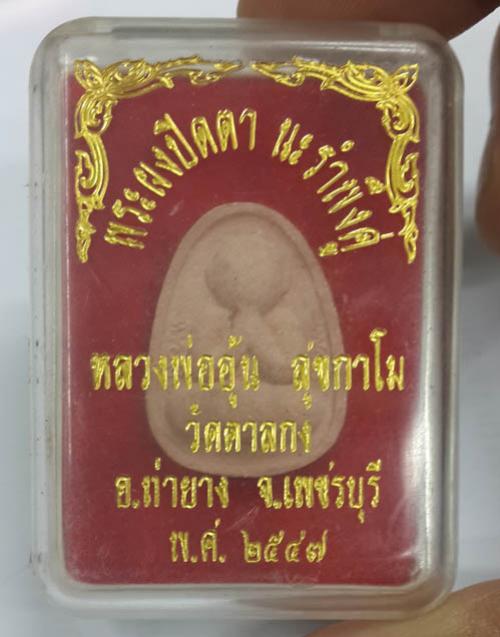 พระผงปิดตา นะรำพึงคู่
หลวงพ่ออุ้น สุขกาโม
วัดตาลกง
อ.ท่ายาง จ.เพชรบุรี
พ.ศ. ๒๕๔๗